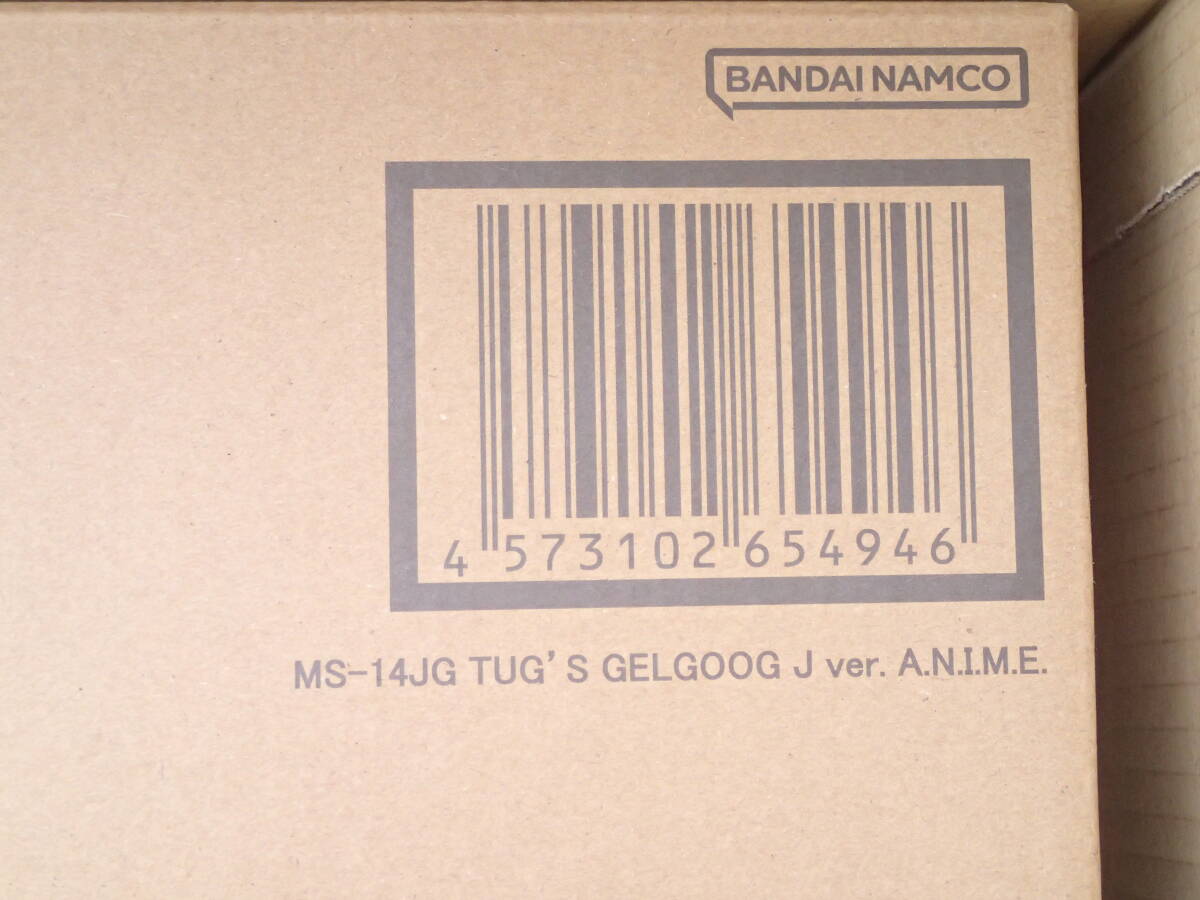 BANDAI NAMCO
4 573102 654946
MS-14JG TUG'S GELGOOG J ver. A.N.I.M.E.